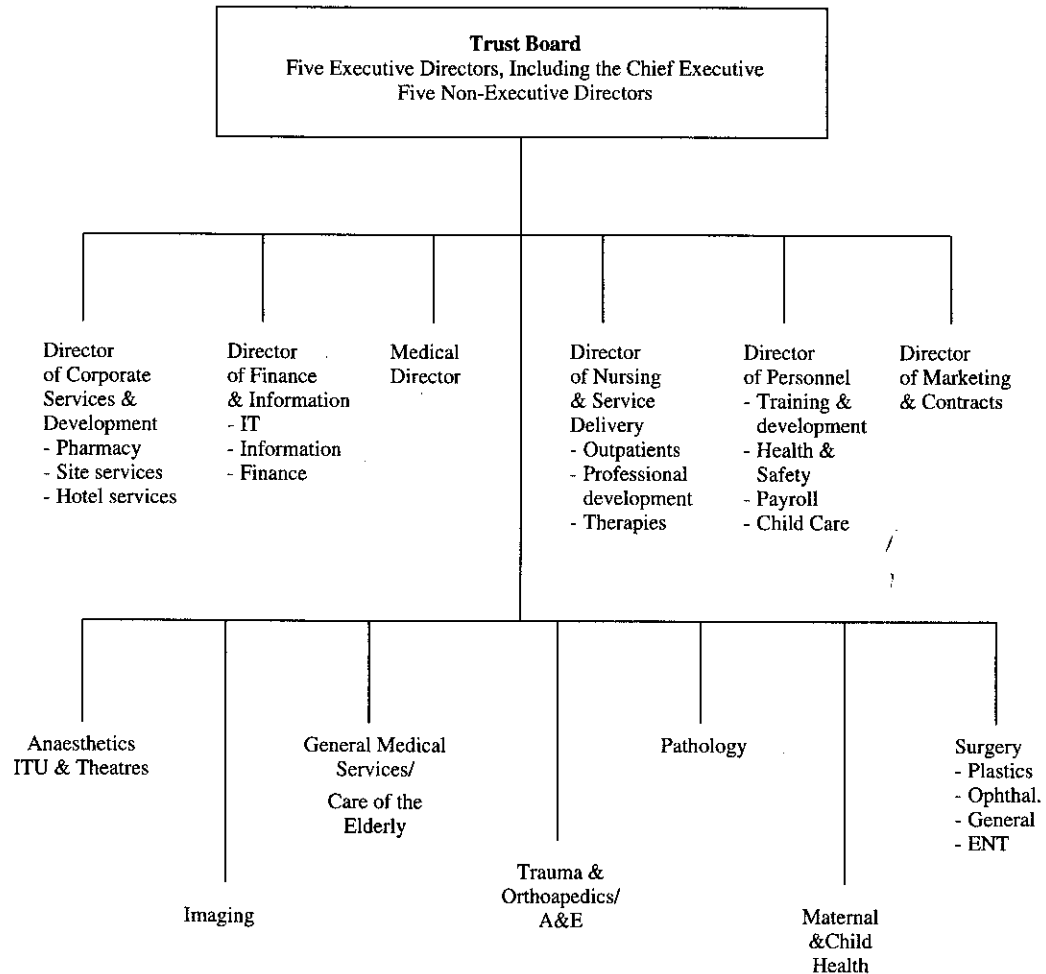 Trust Board
Five Executive Directors, Including the Chief Executive
Five Non-Executive Directors
Director
of Corporate
Services &
Development
- Pharmacy
- Site services
- Hotel services
Director
of Finance
& Information
- IT
- Information
- Finance
Medical
Director
Director
of Nursing
& Service
Delivery
- Outpatients
- Professional
development
- Therapies
Director
of Personnel
- Training &
development
- Health &
Safety
- Payroll
- Child Care
Director
of Marketing
& Contracts
Anaesthetics
ITU & Theatres
Imaging
General Medical
Services/
Care of the
Elderly
Trauma &
Orthoapedics/
A&E
Pathology
Maternal
&Child
Health
Surgery
- Plastics
- Ophthal.
- General
- ENT